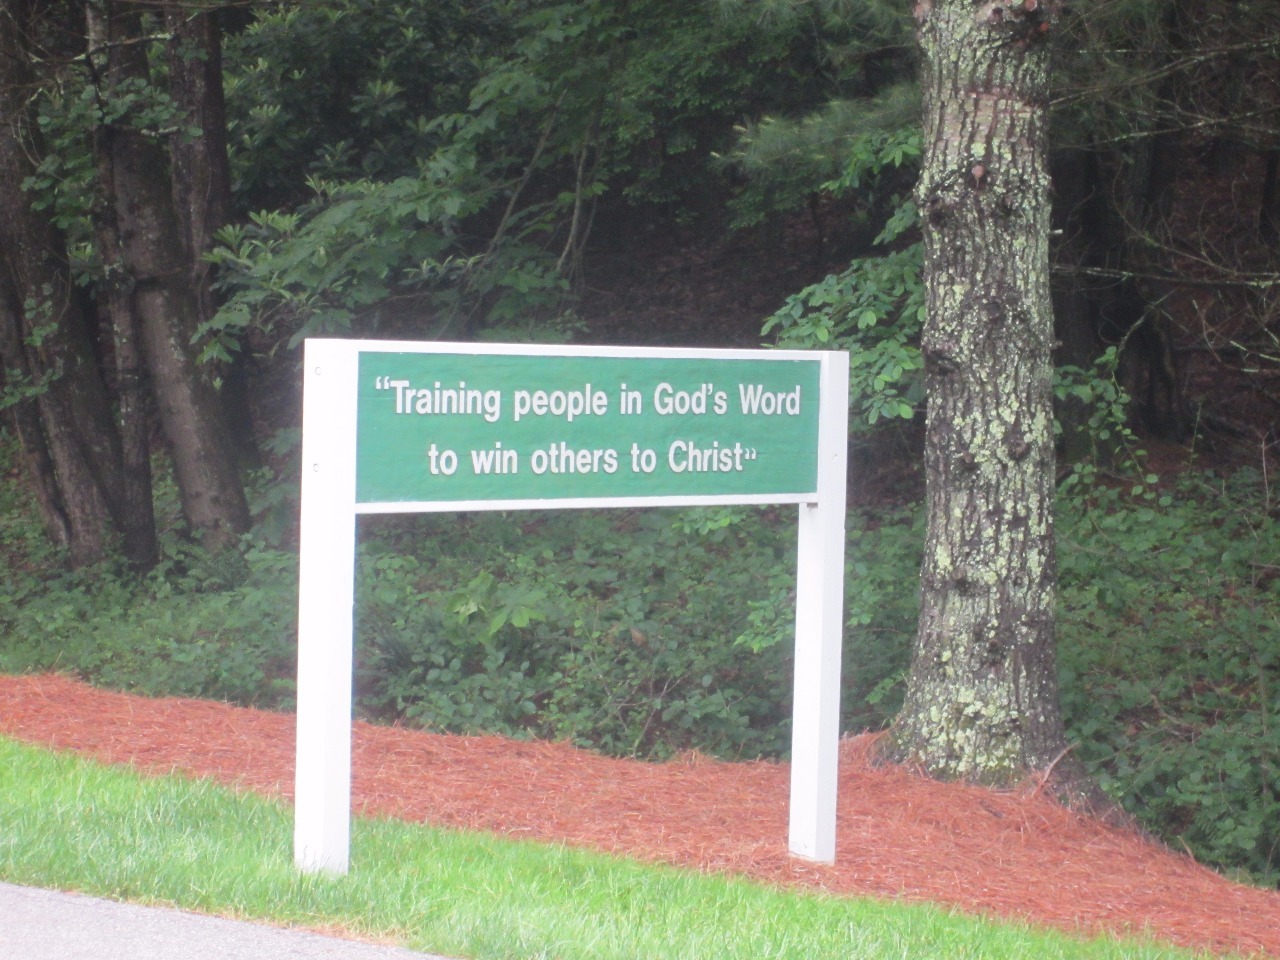 “Training people in God's Word
to win others to Christ”